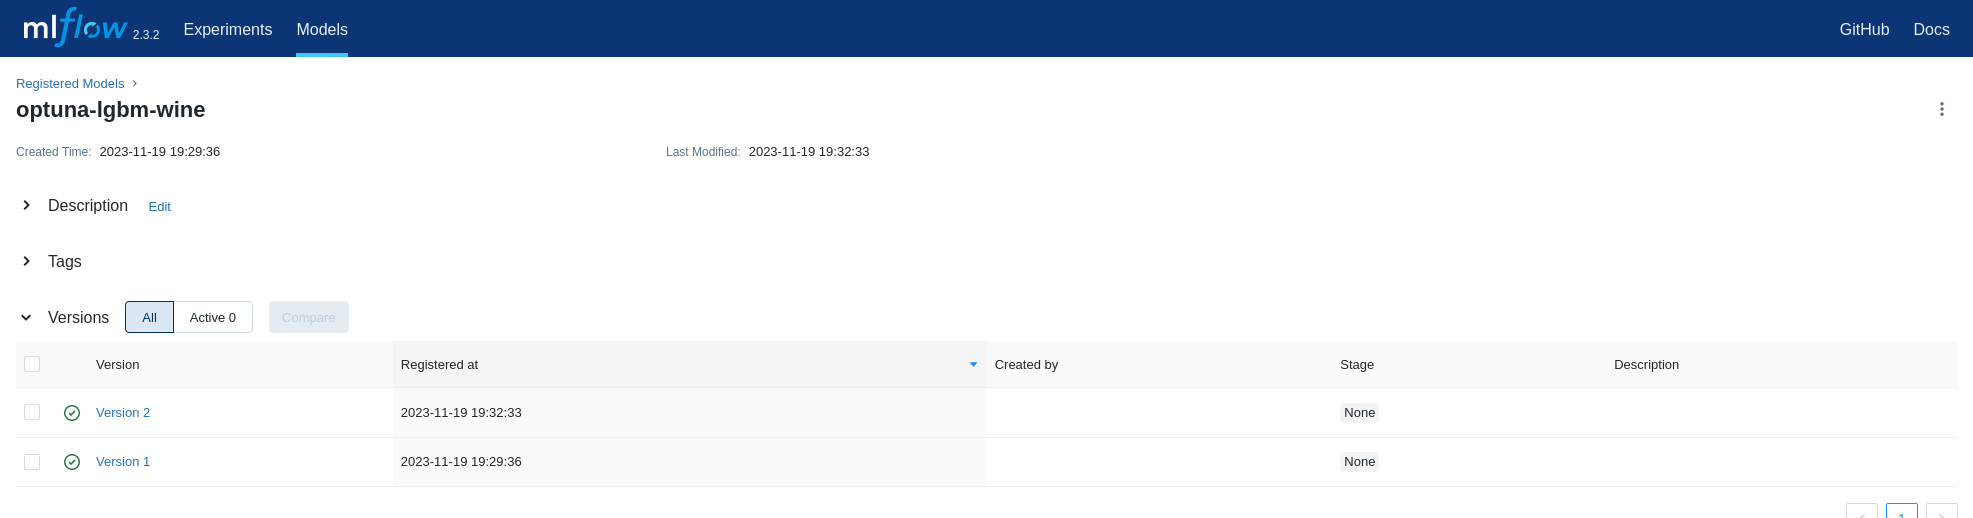 mlflow 2.3.2 Experiments Models GitHub Docs
Registered Models
optuna-lgbm-wine
Created Time: 2023-11-19 19:29:36 Last Modified: 2023-11-19 19:32:33
Description Edit
Tags
Versions All Active 0 Compare
Version Registered at Created by Stage Description
Version 2 2023-11-19 19:32:33 None
Version 1 2023-11-19 19:29:36 None
1